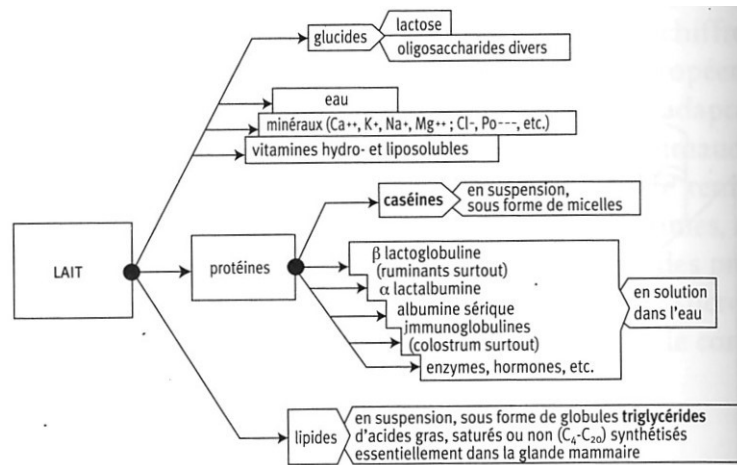 lactose
glucides
oligosaccharides divers
eau
minéraux (Ca++, K+, Na+, Mg++ ; Cl-, Po---, etc.)
vitamines hydro- et liposolubles
caséines
en suspension,
sous forme de micelles
LAIT
protéines
β lactoglobuline
(ruminants surtout)
α lactalbumine
albumine sérique
jmmunoglobulines
(colostrum surtout)
enzymes, hormones, etc.
en solution
dans l'eau
lipides
en suspension, sous forme de globules triglycérides
d'acides gras, saturés ou non (C4-C20) synthétisés
essentiellement dans la glande mammaire